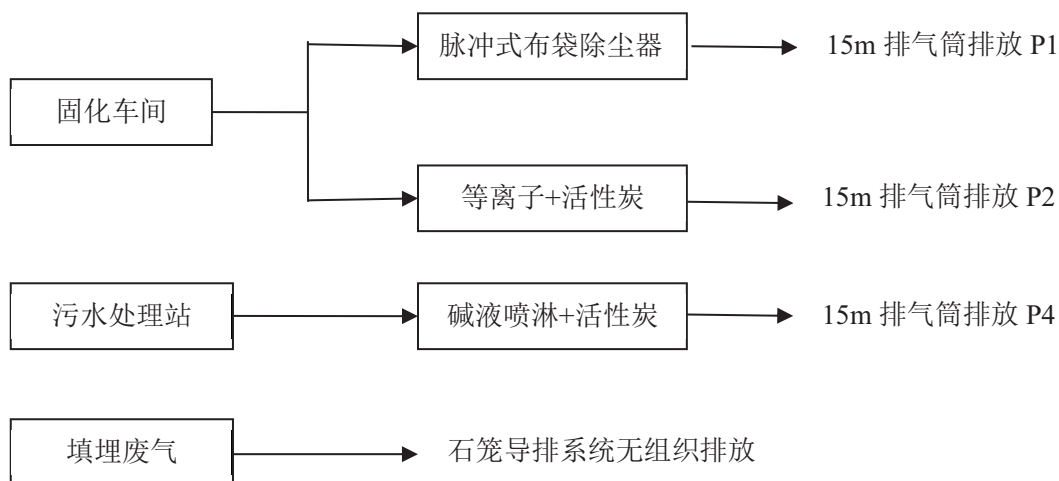 脉冲式布袋除尘器
15m 排气筒排放 P1
固化车间
等离子+活性炭
15m 排气筒排放 P2
污水处理站
碱液喷淋+活性炭
15m 排气筒排放 P4
填埋废气
石笼导排系统无组织排放